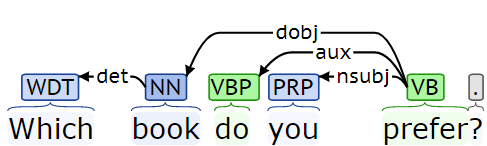 dobj
aux
WDT det NN VBP PRP nsubj VB .
Which book do you prefer?